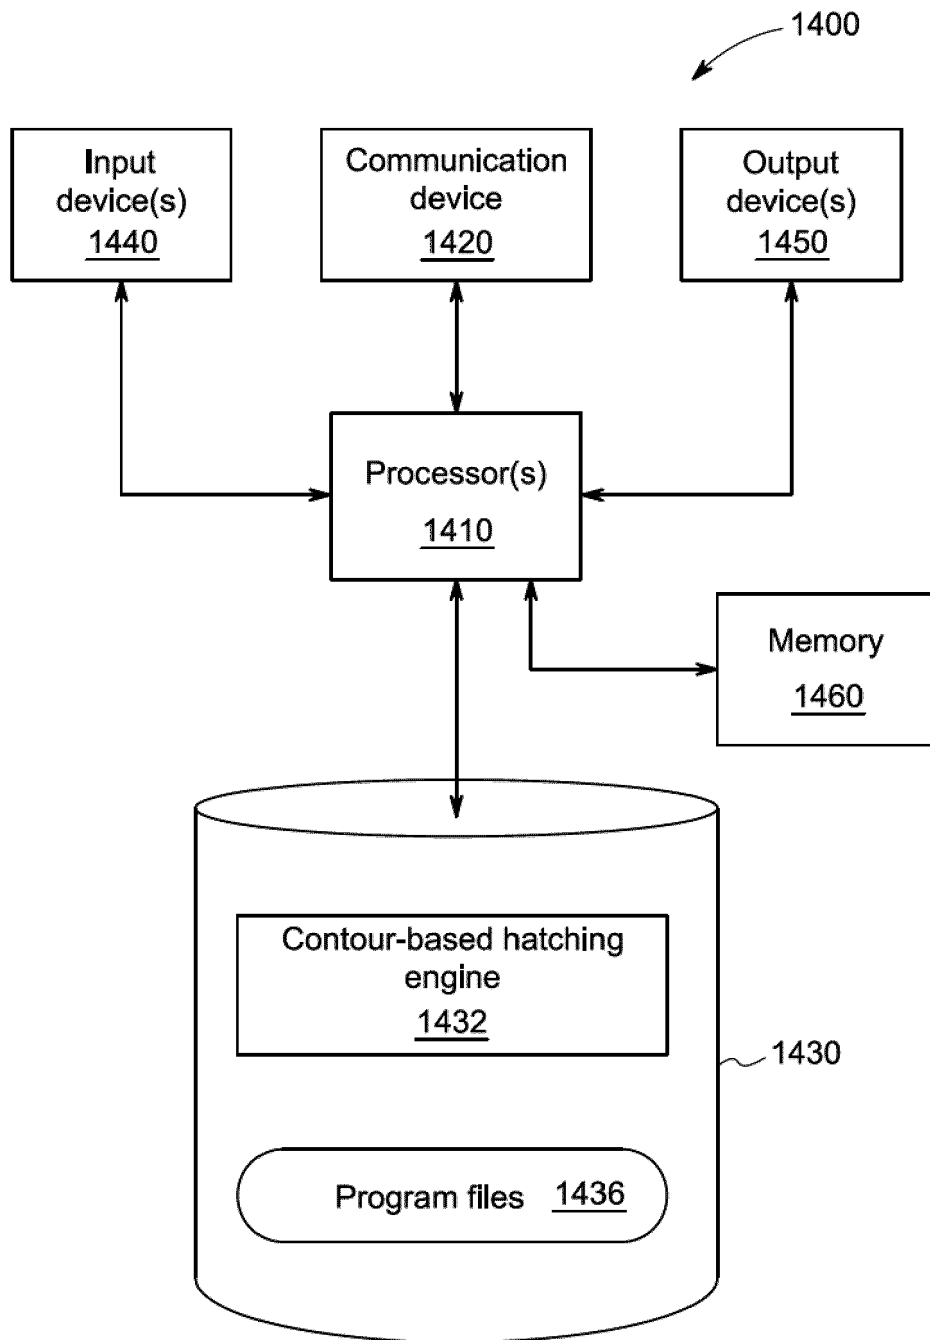 1400
Input
device(s)
1440
Communication
device
1420
Output
device(s)
1450
Processor(s)
1410
Memory
1460
Contour-based hatching
engine
1432
1430
Program files 1436